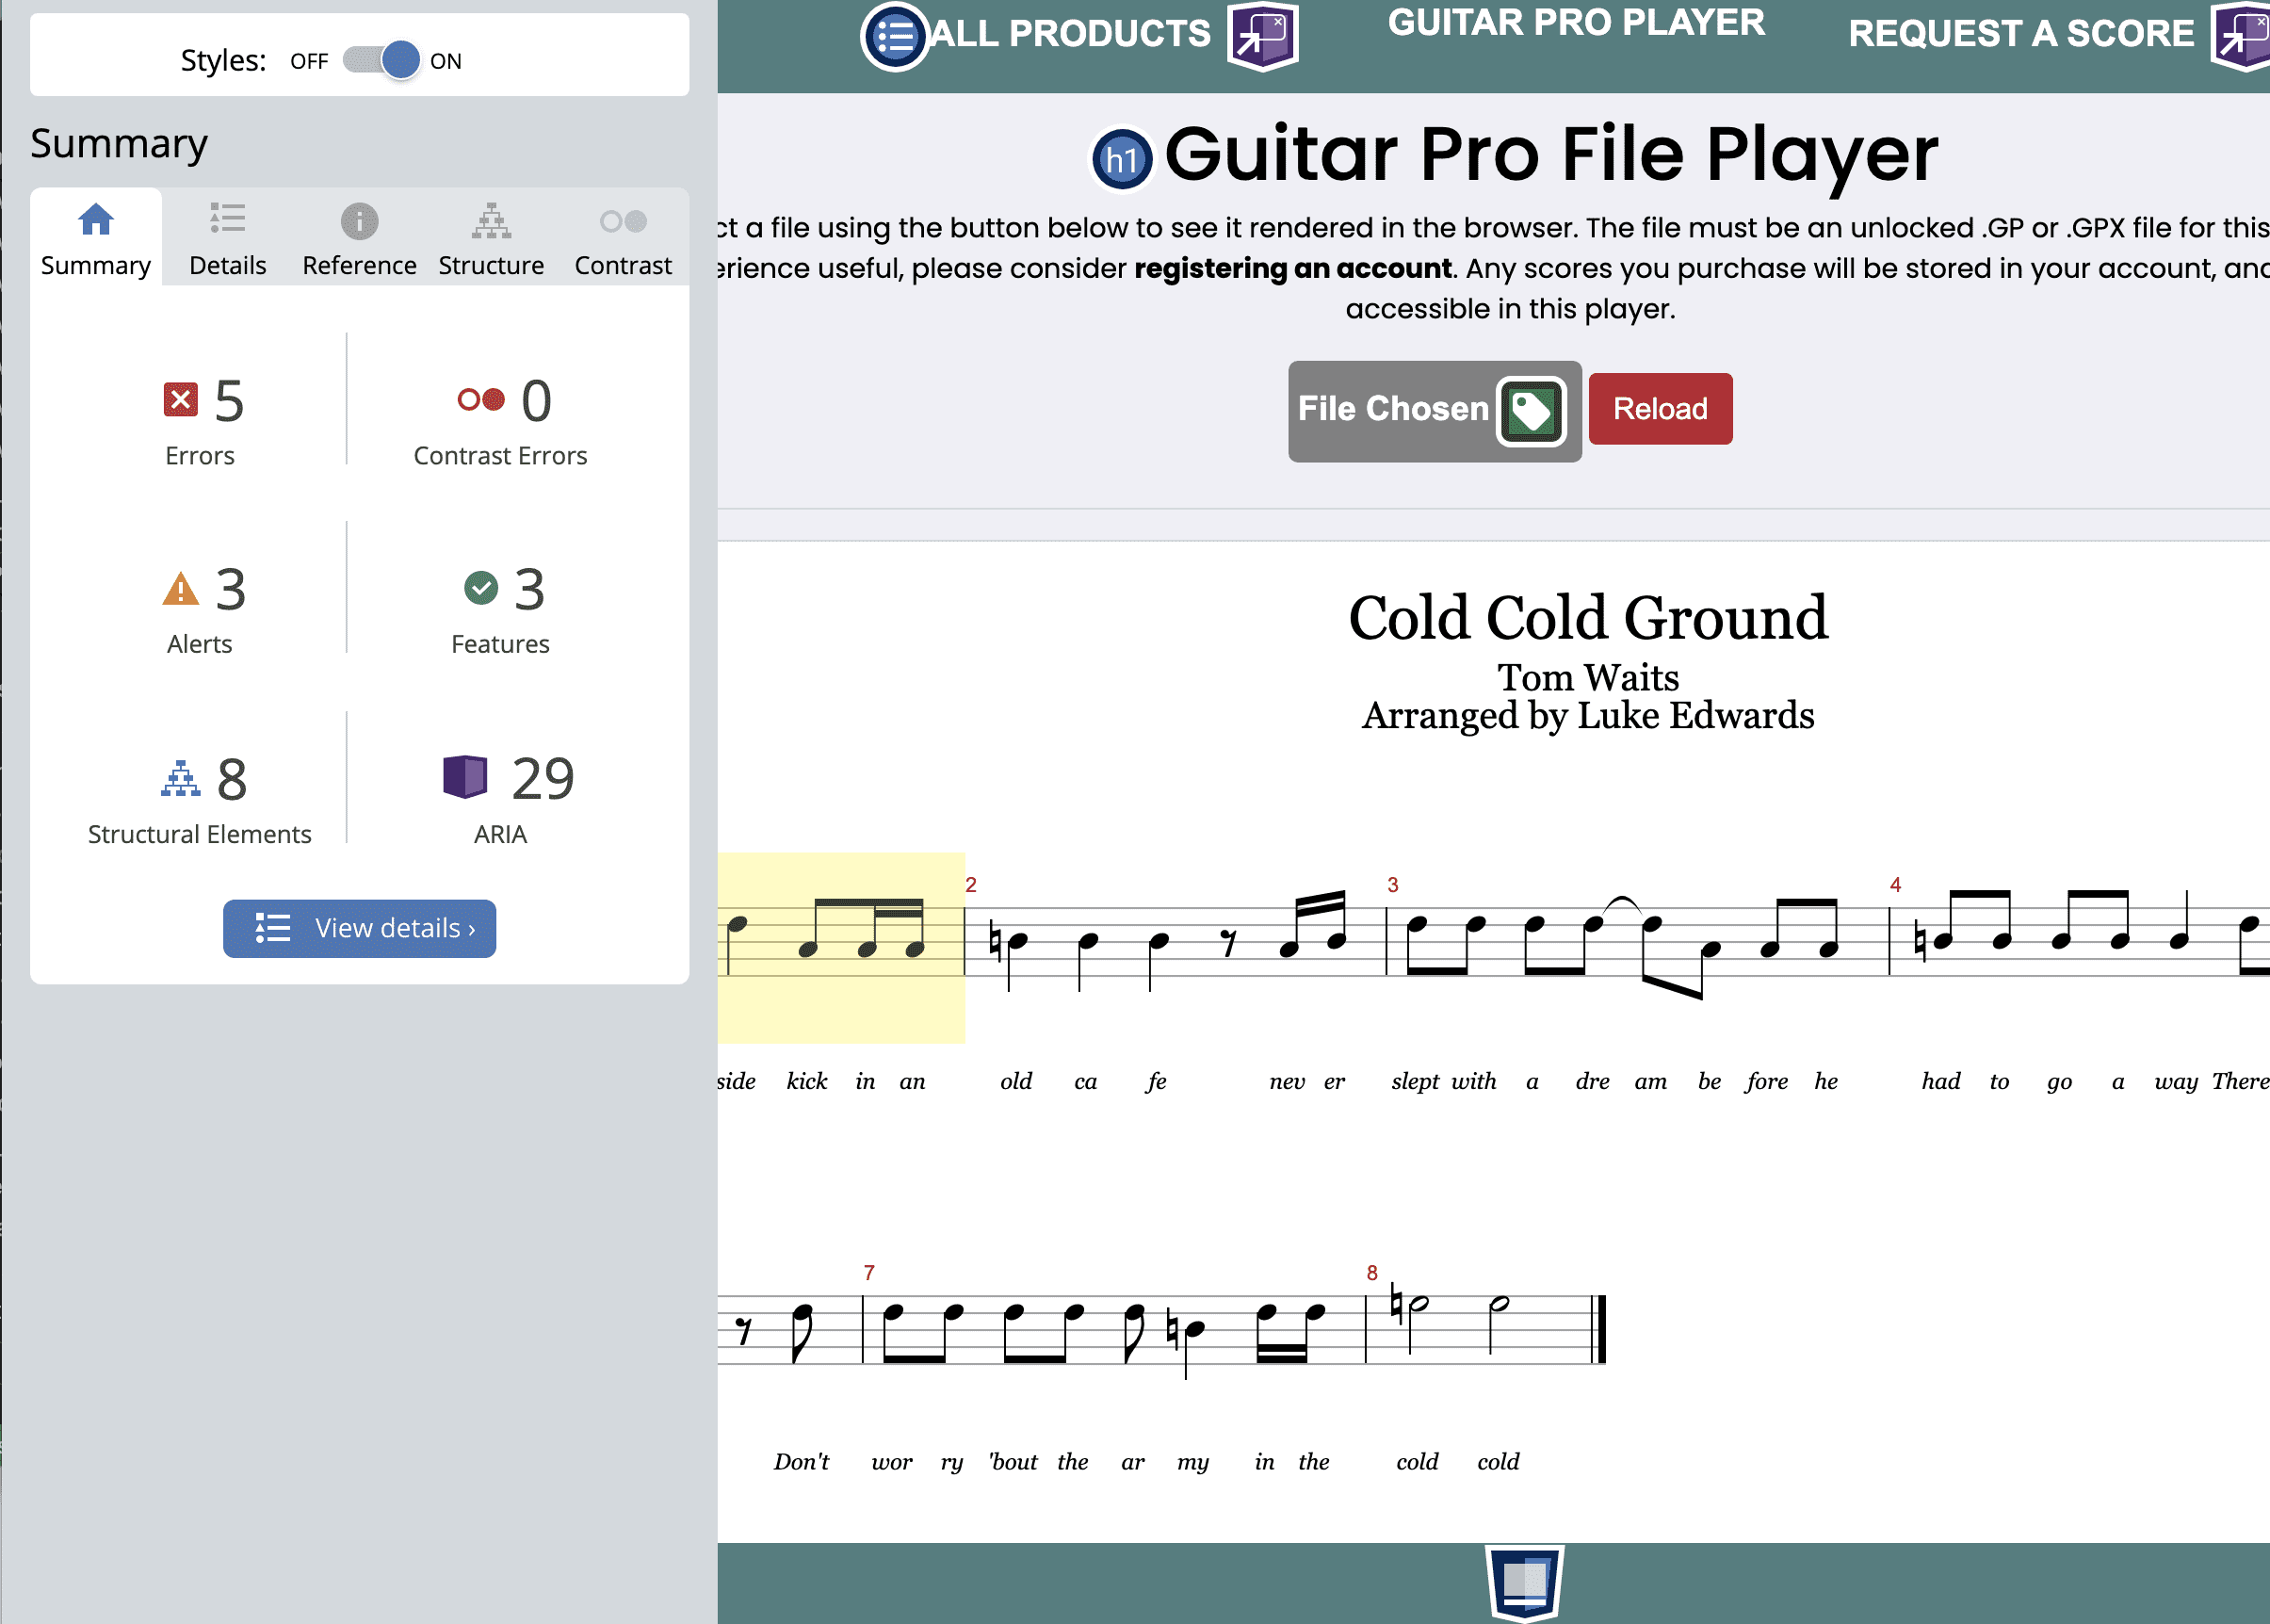 Styles: OFF ON
Summary
Summary Details Reference Structure Contrast
5 Errors
0 Contrast Errors
3 Alerts
3 Features
8 Structural Elements
29 ARIA
View details ›
ALL PRODUCTS GUITAR PRO PLAYER REQUEST A SCORE
h1 Guitar Pro File Player
ct a file using the button below to see it rendered in the browser. The file must be an unlocked .GP or .GPX file for this
erience useful, please consider registering an account. Any scores you purchase will be stored in your account, and
accessible in this player.
File Chosen Reload
Cold Cold Ground
Tom Waits
Arranged by Luke Edwards
2 3 4
side kick in an old ca fe nev er slept with a dre am be fore he had to go a way There
7 8
Don't wor ry 'bout the ar my in the cold cold